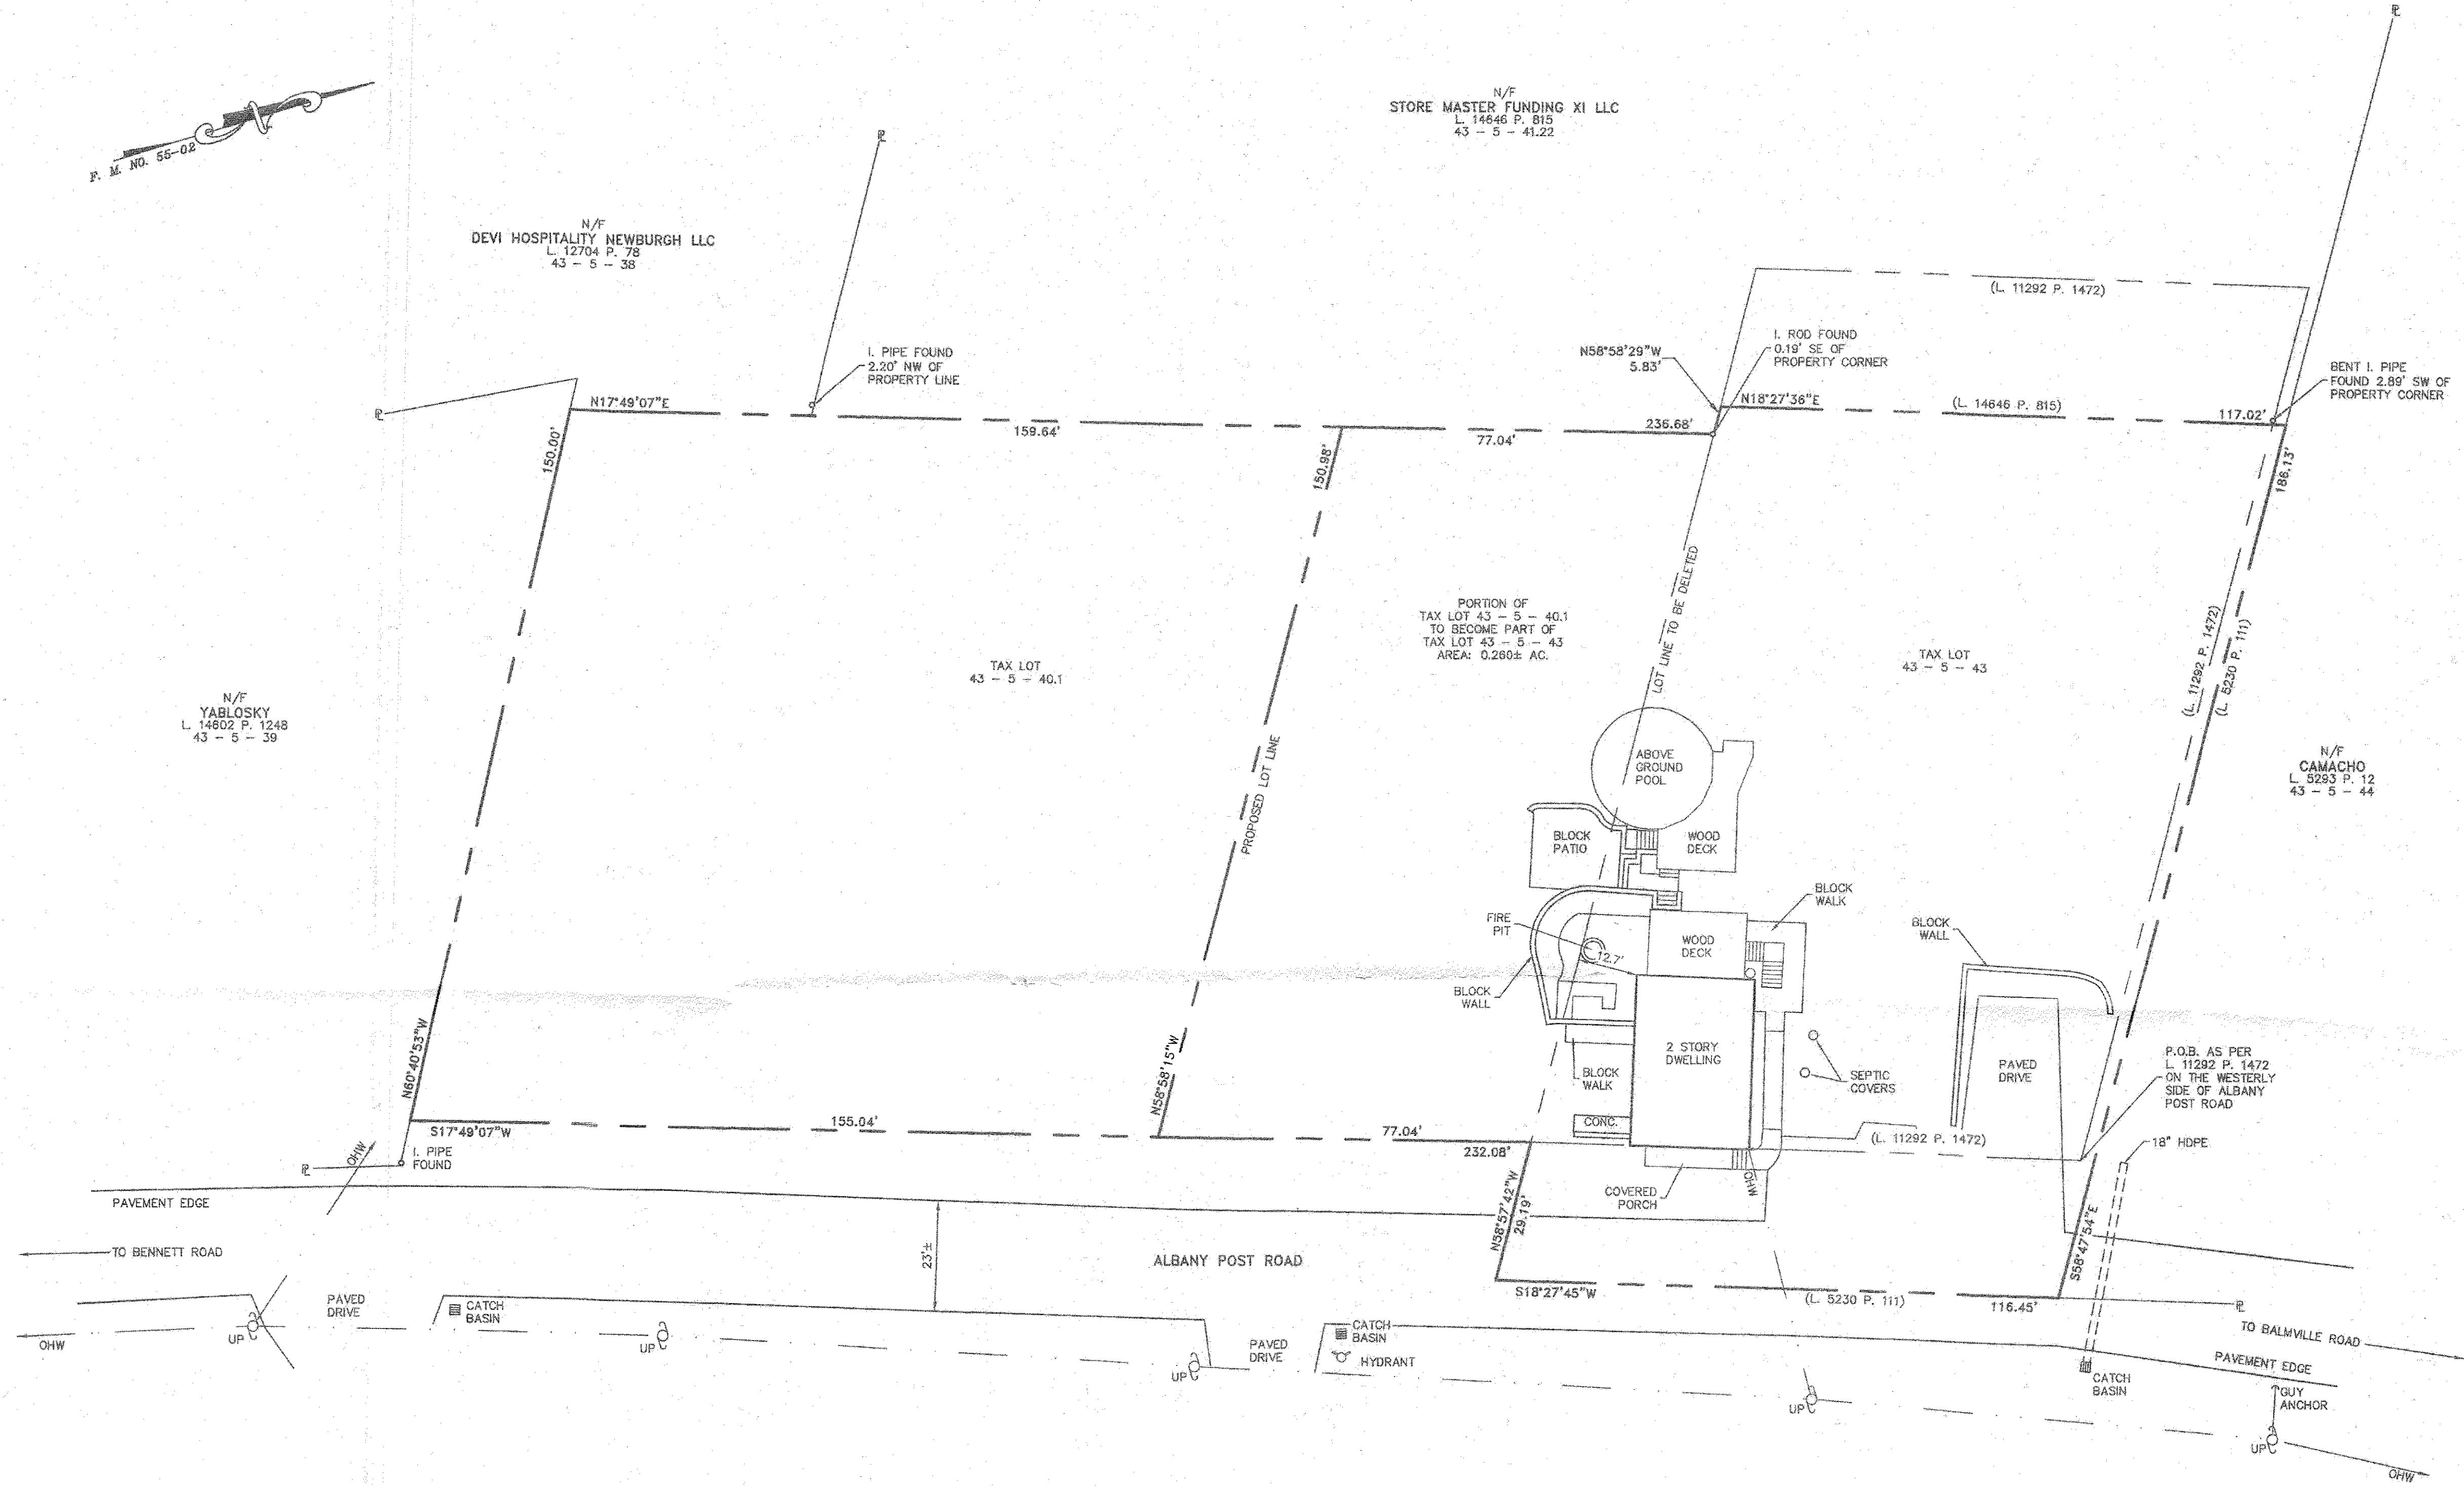 F. M. NO. 55-02
N/F
STORE MASTER FUNDING XI LLC
L. 14646 P. 815
43 - 5 - 41.22
N/F
DEVI HOSPITALITY NEWBURGH LLC
L. 12704 P. 78
43 - 5 - 38
(L. 11292 P. 1472)
I. PIPE FOUND
2.20' NW OF
PROPERTY LINE
N58°58'29"W
5.83'
I. ROD FOUND
0.19' SE OF
PROPERTY CORNER
BENT I. PIPE
FOUND 2.89' SW OF
PROPERTY CORNER
N17°49'07"E
159.64'
77.04'
236.68'
N18°27'36"E
(L. 14646 P. 815)
117.02'
150.00'
150.98'
186.13'
LOT LINE TO BE DELETED
PORTION OF
TAX LOT 43 - 5 - 40.1
TO BECOME PART OF
TAX LOT 43 - 5 - 43
AREA: 0.260± AC.
TAX LOT
43 - 5 - 40.1
TAX LOT
43 - 5 - 43
(L. 11292 P. 1472)
(L. 5230 P. 111)
N/F
YABLOSKY
L. 14602 P. 1248
43 - 5 - 39
N/F
CAMACHO
L. 5293 P. 12
43 - 5 - 44
PROPOSED LOT LINE
ABOVE
GROUND
POOL
BLOCK
PATIO
WOOD
DECK
BLOCK
WALK
FIRE
PIT
12.7'
WOOD
DECK
BLOCK
WALL
BLOCK
WALL
2 STORY
DWELLING
BLOCK
WALK
SEPTIC
COVERS
PAVED
DRIVE
P.O.B. AS PER
L. 11292 P. 1472
ON THE WESTERLY
SIDE OF ALBANY
POST ROAD
CONC.
N60°40'53"W
N58°58'15"W
S17°49'07"W
155.04'
77.04'
232.08'
(L. 11292 P. 1472)
18" HDPE
I. PIPE
FOUND
OHW
OHW
COVERED
PORCH
N58°57'42"W
29.19'
S58°47'54"E
PAVEMENT EDGE
TO BENNETT ROAD
23'±
ALBANY POST ROAD
S18°27'45"W
(L. 5230 P. 111)
116.45'
PAVED
DRIVE
CATCH
BASIN
UP
OHW
UP
UP
PAVED
DRIVE
CATCH
BASIN
HYDRANT
UP
TO BALMVILLE ROAD
PAVEMENT EDGE
CATCH
BASIN
GUY
ANCHOR
UP
OHW